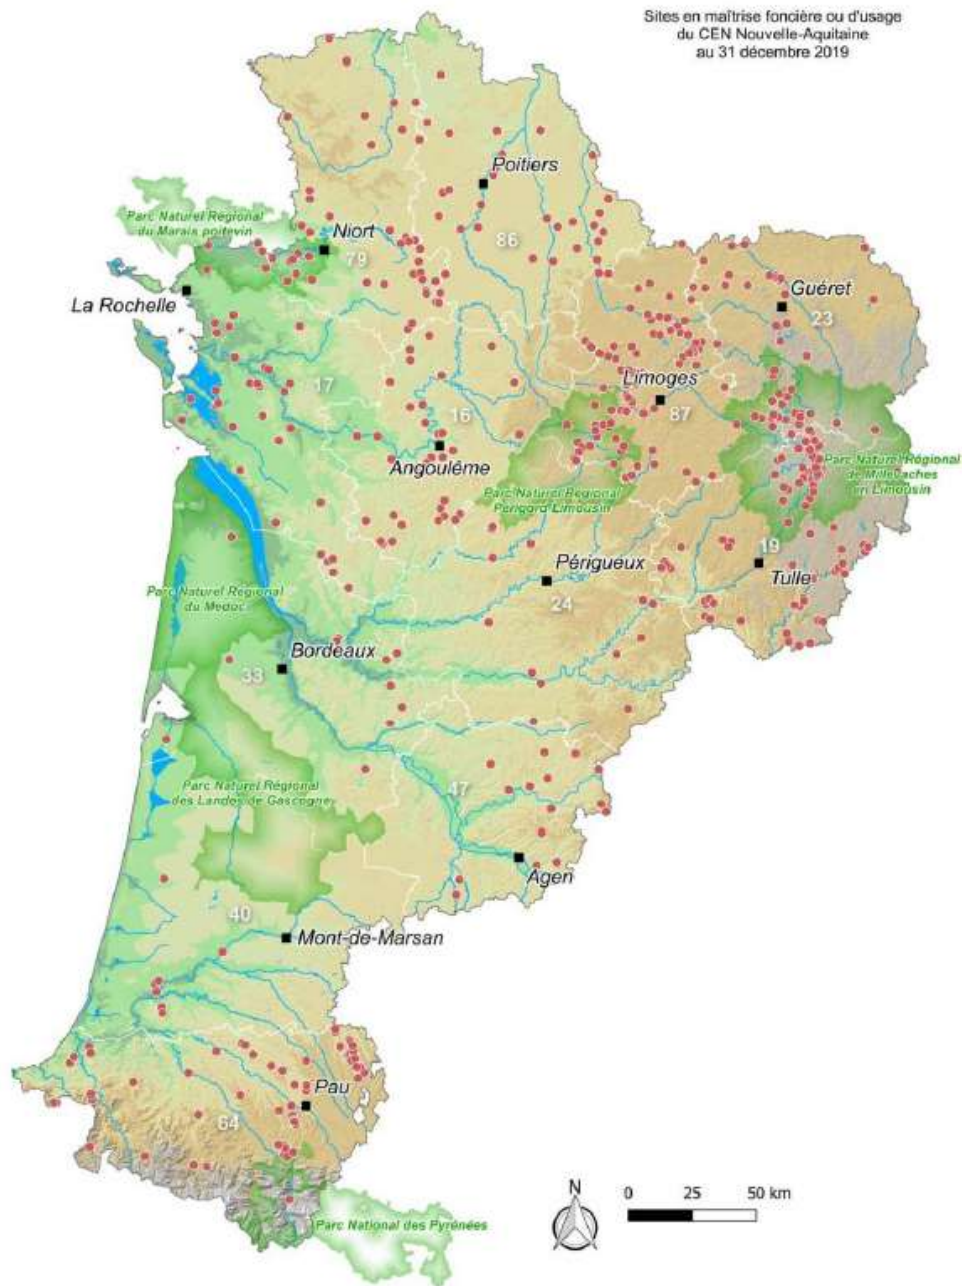 Sites en maîtrise foncière ou d'usage
du CEN Nouvelle-Aquitaine
au 31 décembre 2019
Poitiers
Parc Naturel Régional
du Marais poitevin
86
Niort
79
La Rochelle
Guéret
23
17
Limoges
87
16
Angoulême
Parc Naturel Régional
de Millevaches
en Limousin
Parc Naturel Régional
Périgord Limousin
19
Tulle
Périgueux
24
Parc Naturel Régional
du Médoc
Bordeaux
33
Parc Naturel Régional
des Landes de Gascogne
47
Agen
40
Mont-de-Marsan
Pau
64
Parc National des Pyrénées
N
0 25 50 km